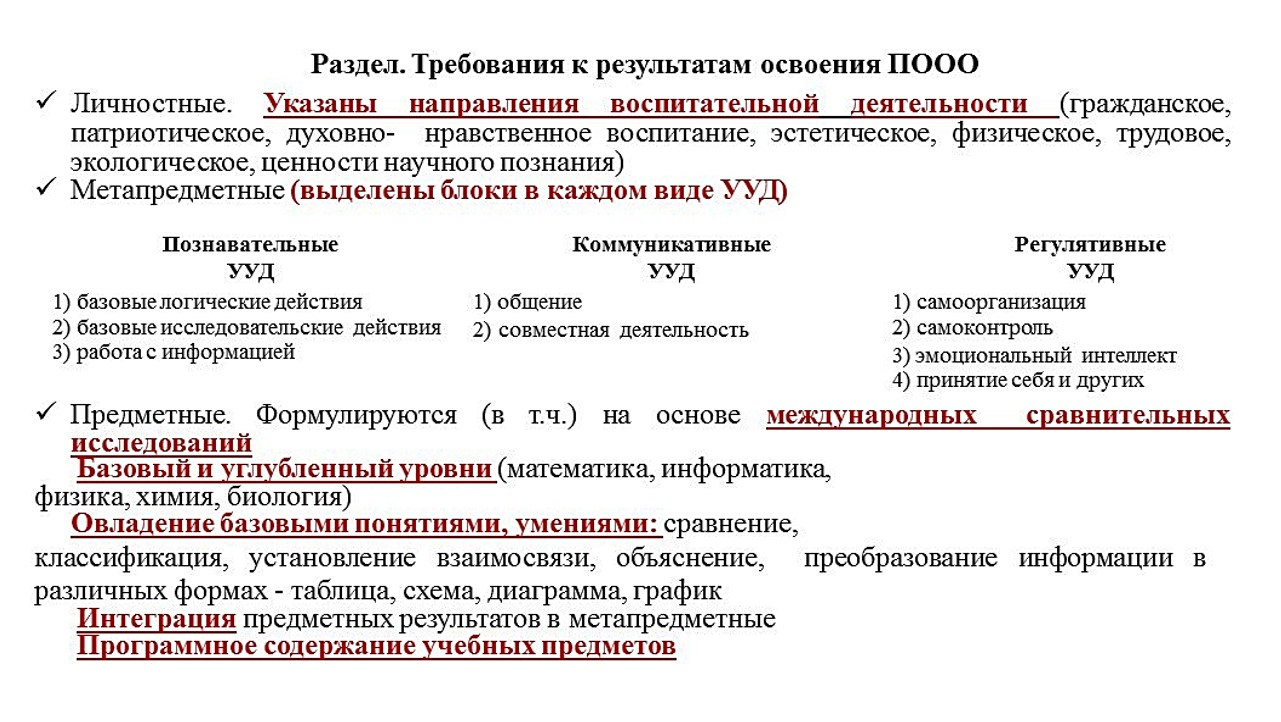 Раздел. Требования к результатам освоения ПООО
✓ Личностные. Указаны направления воспитательной деятельности (гражданское,
патриотическое, духовно- нравственное воспитание, эстетическое, физическое, трудовое,
экологическое, ценности научного познания)
✓ Метапредметные (выделены блоки в каждом виде УУД)
Познавательные
УУД
1) базовые логические действия
2) базовые исследовательские действия
3) работа с информацией
Коммуникативные
УУД
1) общение
2) совместная деятельность
Регулятивные
УУД
1) самоорганизация
2) самоконтроль
3) эмоциональный интеллект
4) принятие себя и других
✓ Предметные. Формулируются (в т.ч.) на основе международных сравнительных
исследований
Базовый и углубленный уровни (математика, информатика,
физика, химия, биология)
Овладение базовыми понятиями, умениями: сравнение,
классификация, установление взаимосвязи, объяснение, преобразование информации в
различных формах - таблица, схема, диаграмма, график
Интеграция предметных результатов в метапредметные
Программное содержание учебных предметов